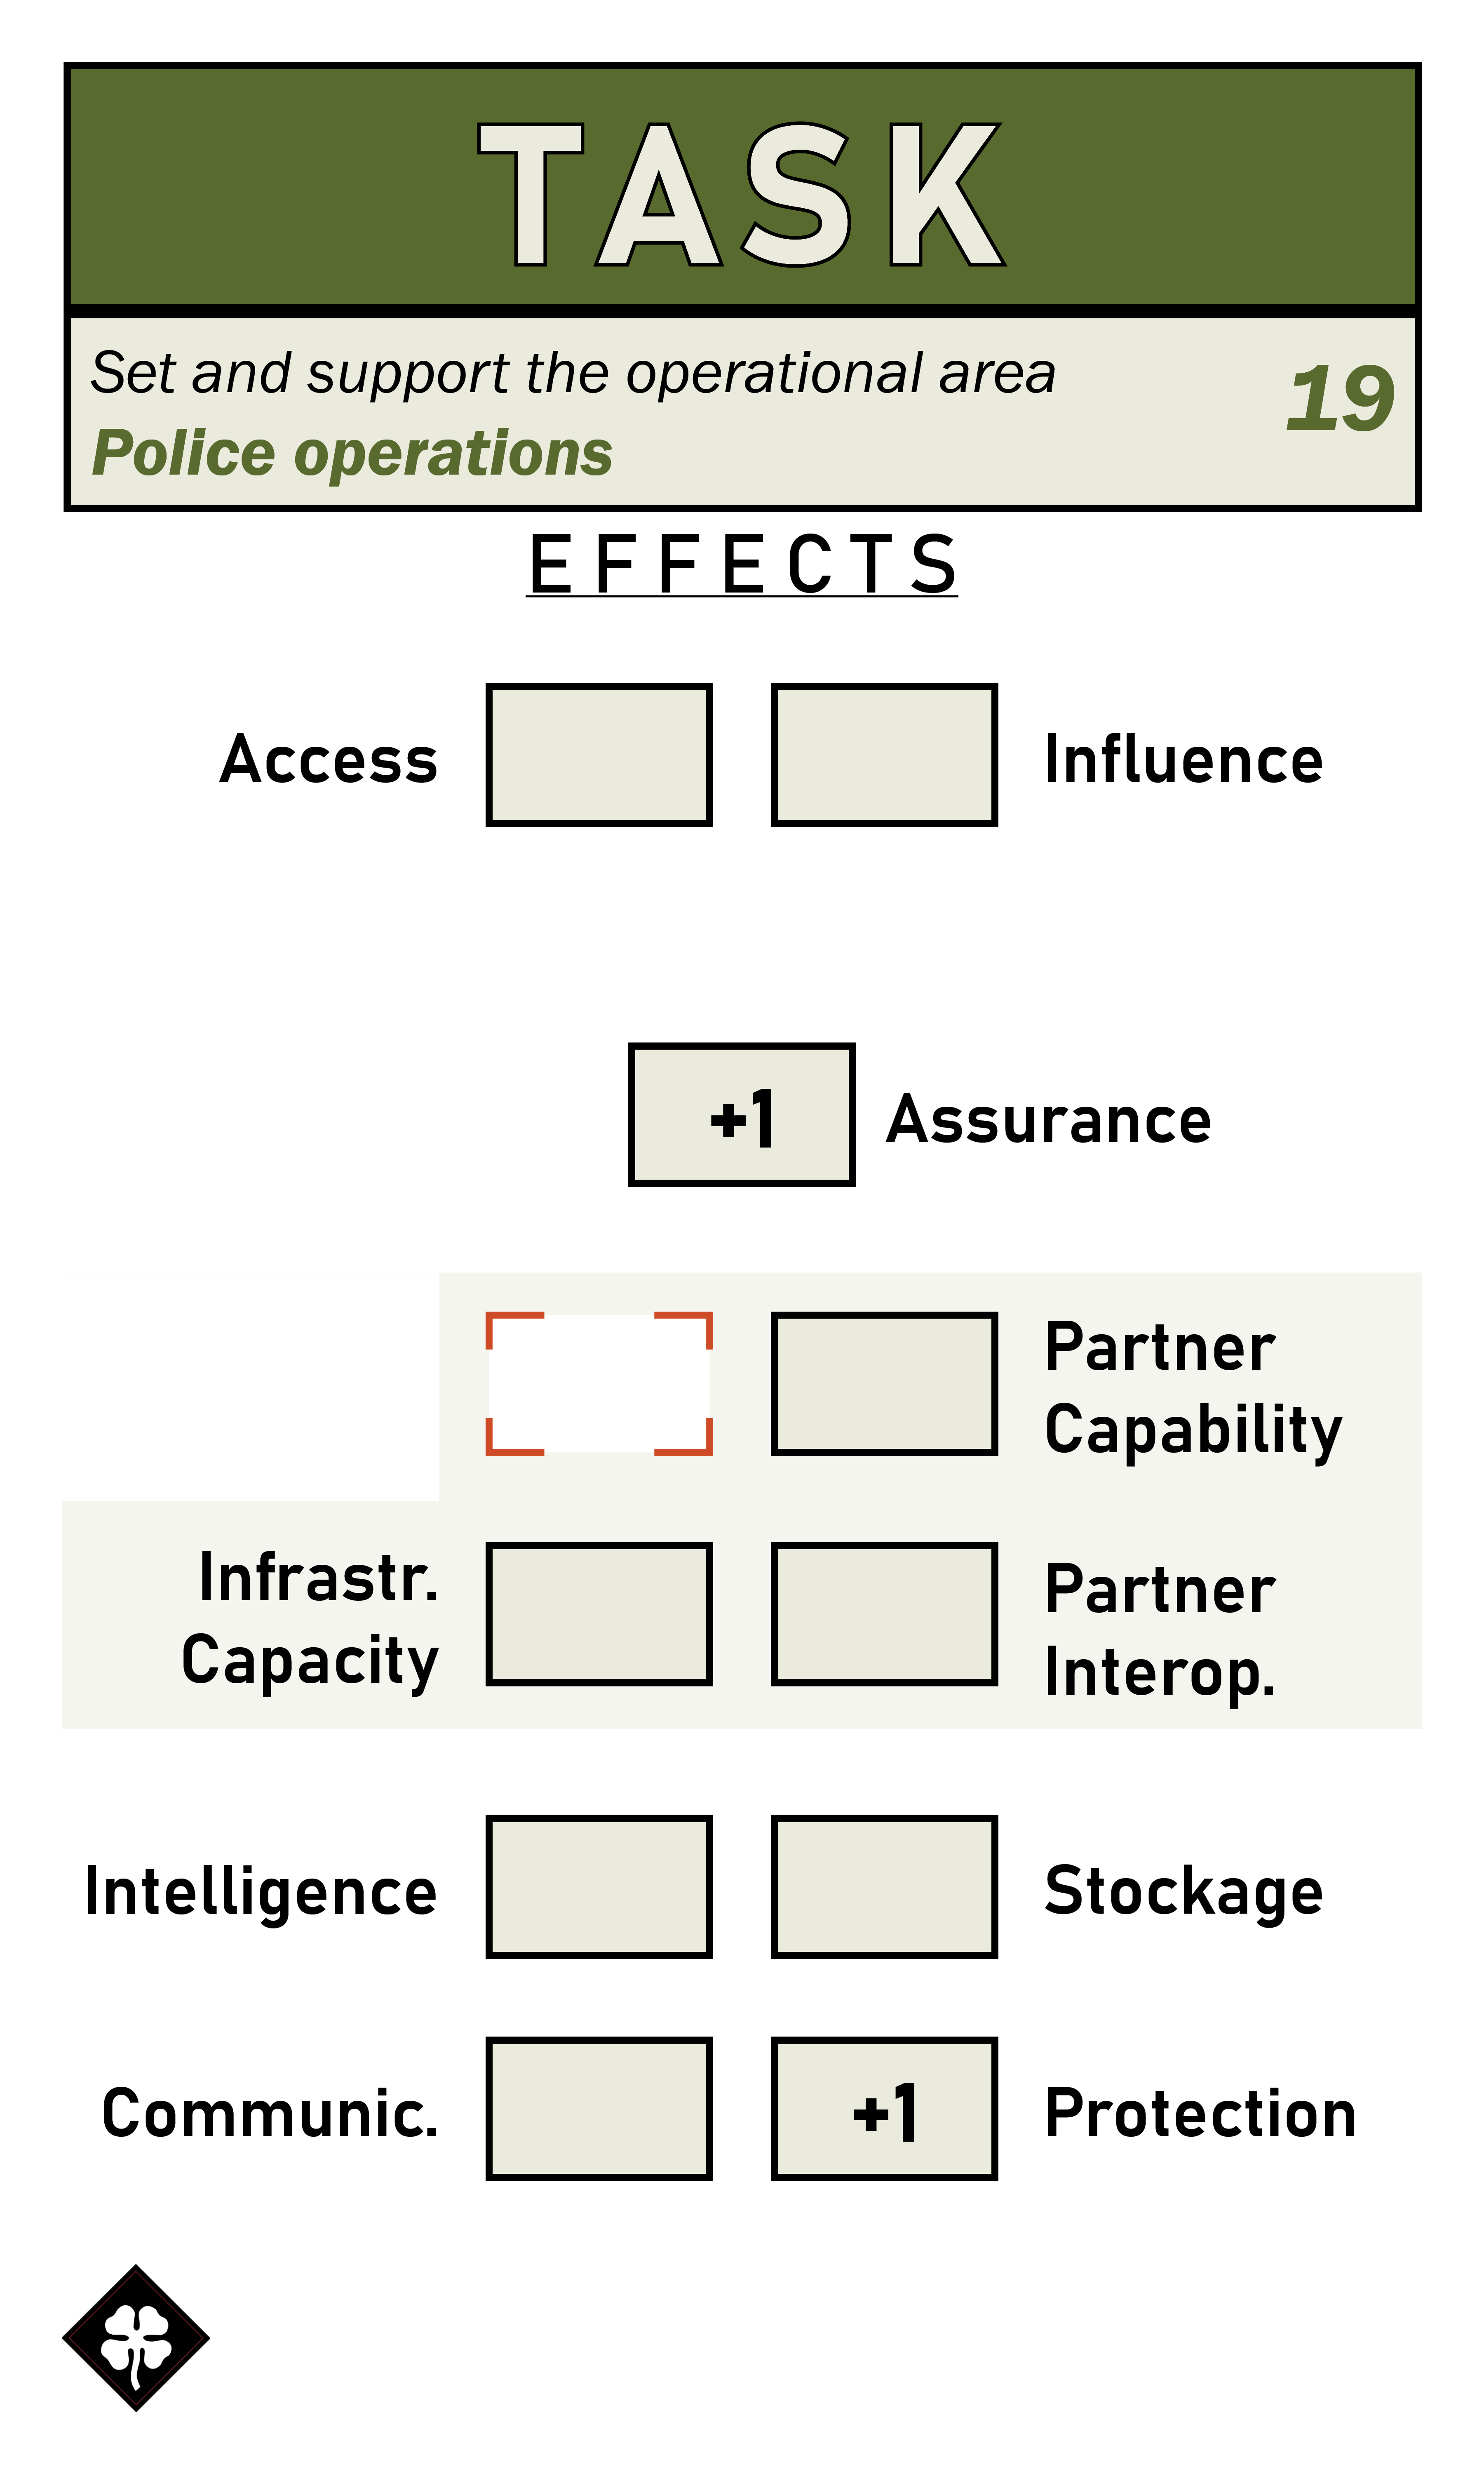 TASK
Set and support the operational area
19
Police operations
EFFECTS
Access
Influence
+1
Assurance
Partner
Capability
Infrastr.
Capacity
Partner
Interop.
Intelligence
Stockage
Communic.
+1
Protection